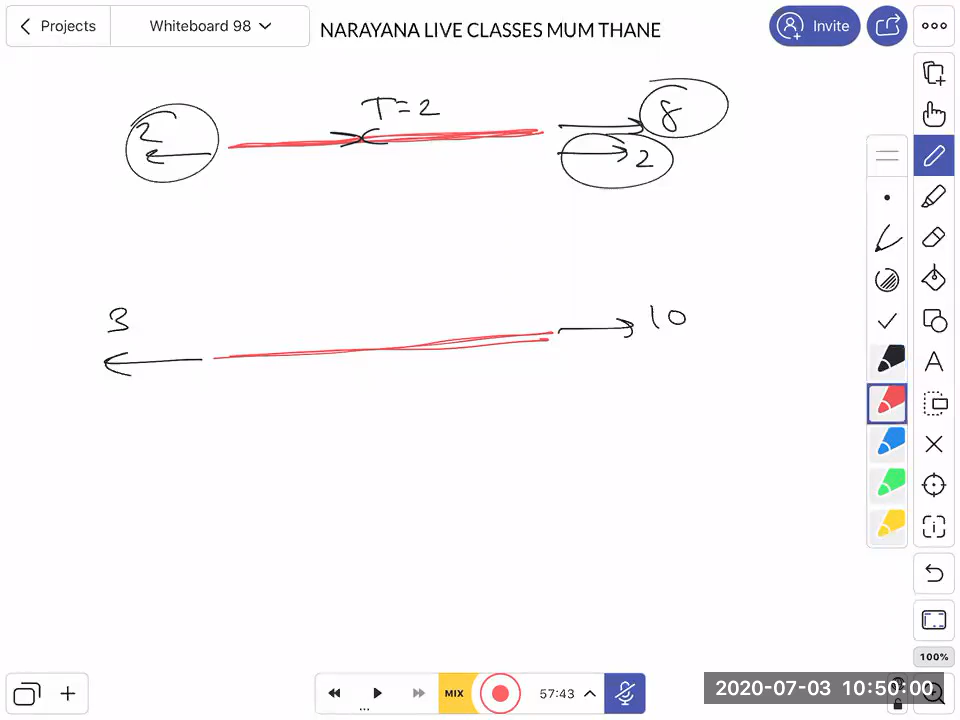 Projects
Whiteboard 98
NARAYANA LIVE CLASSES MUM THANE
Invite
T=2
2
8
2
3
10
A
i
100%
MIX
57:43
2020-07-03 10:50:00